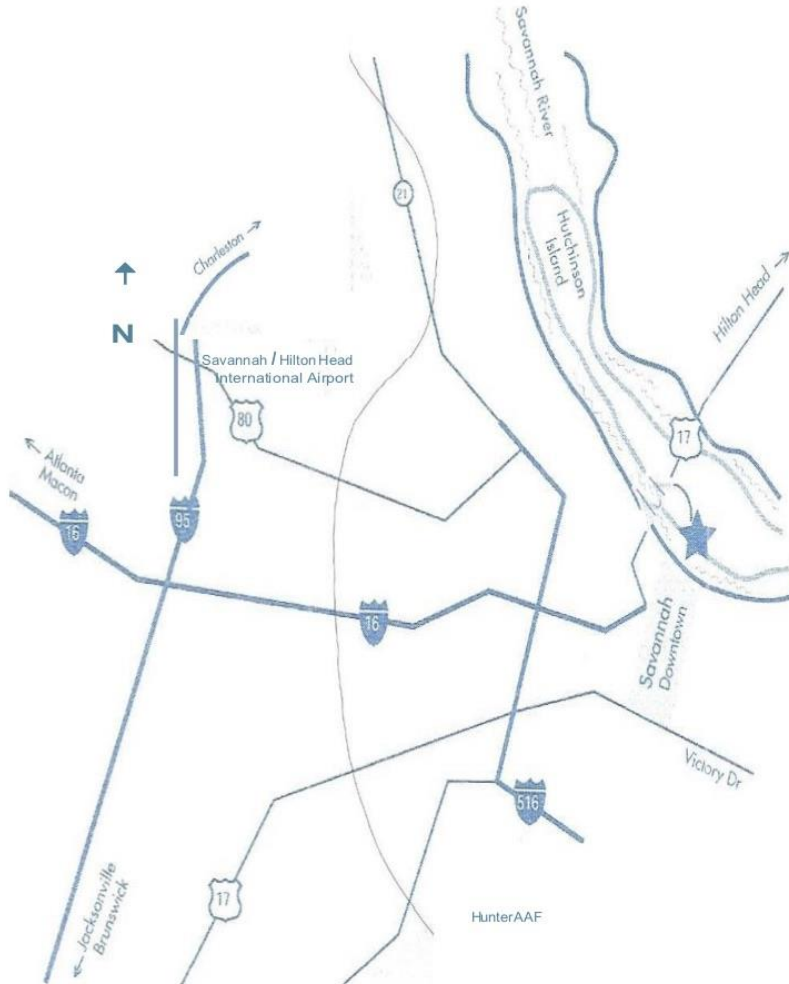 Savannah River
21
Hutchinson
Island
Charleston →
Hilton Head →
N
Savannah / Hilton Head
International Airport
80
17
← Atlanta
Macon
16
95
16
Savannah
Downtown
Victory Dr
516
17
← Jacksonville
Brunswick
HunterAAF